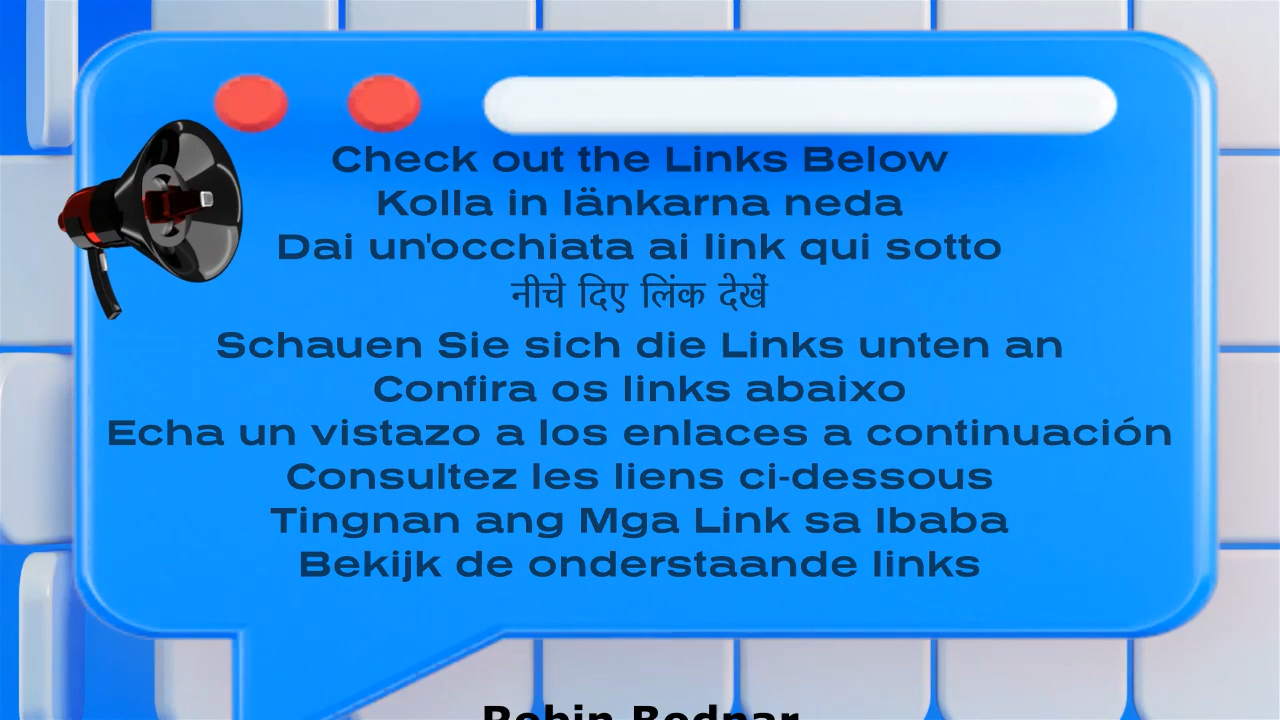 Check out the Links Below
Kolla in länkarna neda
Dai un'occhiata ai link qui sotto
नीचे दिए लिंक देखें
Schauen Sie sich die Links unten an
Confira os links abaixo
Echa un vistazo a los enlaces a continuación
Consultez les liens ci-dessous
Tingnan ang Mga Link sa Ibaba
Bekijk de onderstaande links
Robin Bednar